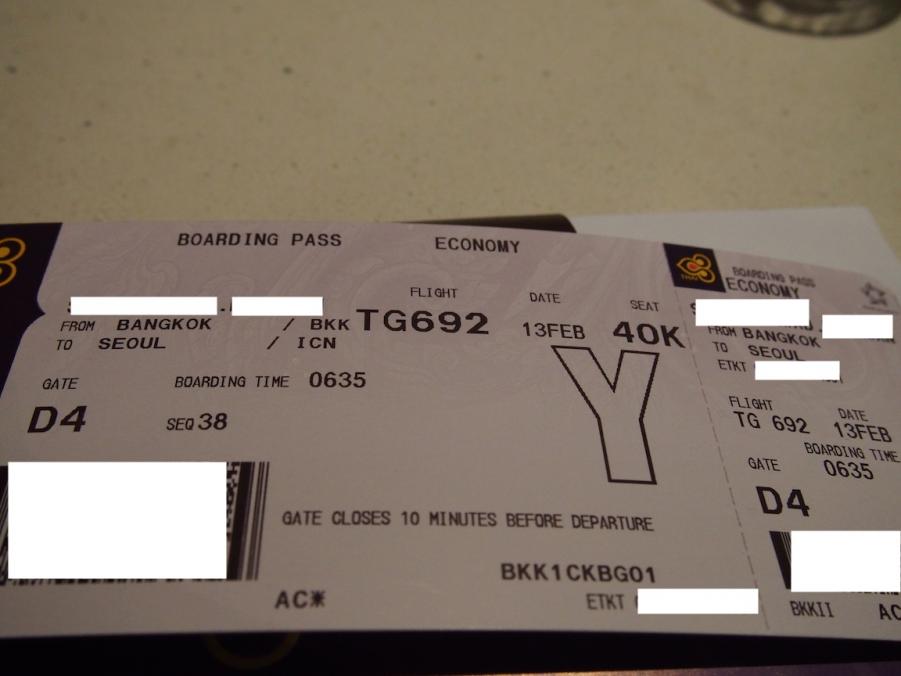 BOARDING PASS ECONOMY
FLIGHT DATE SEAT
FROM BANGKOK / BKK TG692 13FEB 40K
TO SEOUL / ICN
GATE BOARDING TIME 0635
D4 SEQ 38
Y
GATE CLOSES 10 MINUTES BEFORE DEPARTURE
BKK1CKBG01
AC* ETKT
THAI
BOARDING PASS
ECONOMY
FROM BANGKOK
TO SEOUL
ETKT
FLIGHT DATE
TG 692 13FEB
BOARDING TIME
GATE 0635
D4
BKKII AC